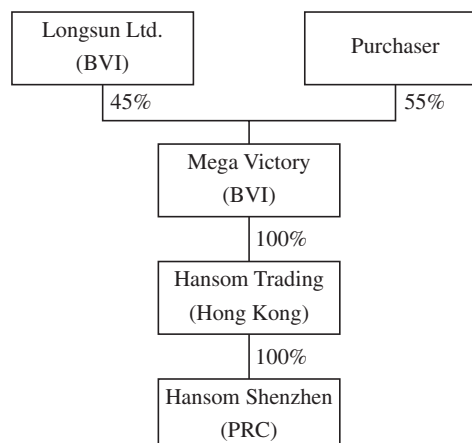 Longsun Ltd.
(BVI)
Purchaser
45%
55%
Mega Victory
(BVI)
100%
Hansom Trading
(Hong Kong)
100%
Hansom Shenzhen
(PRC)